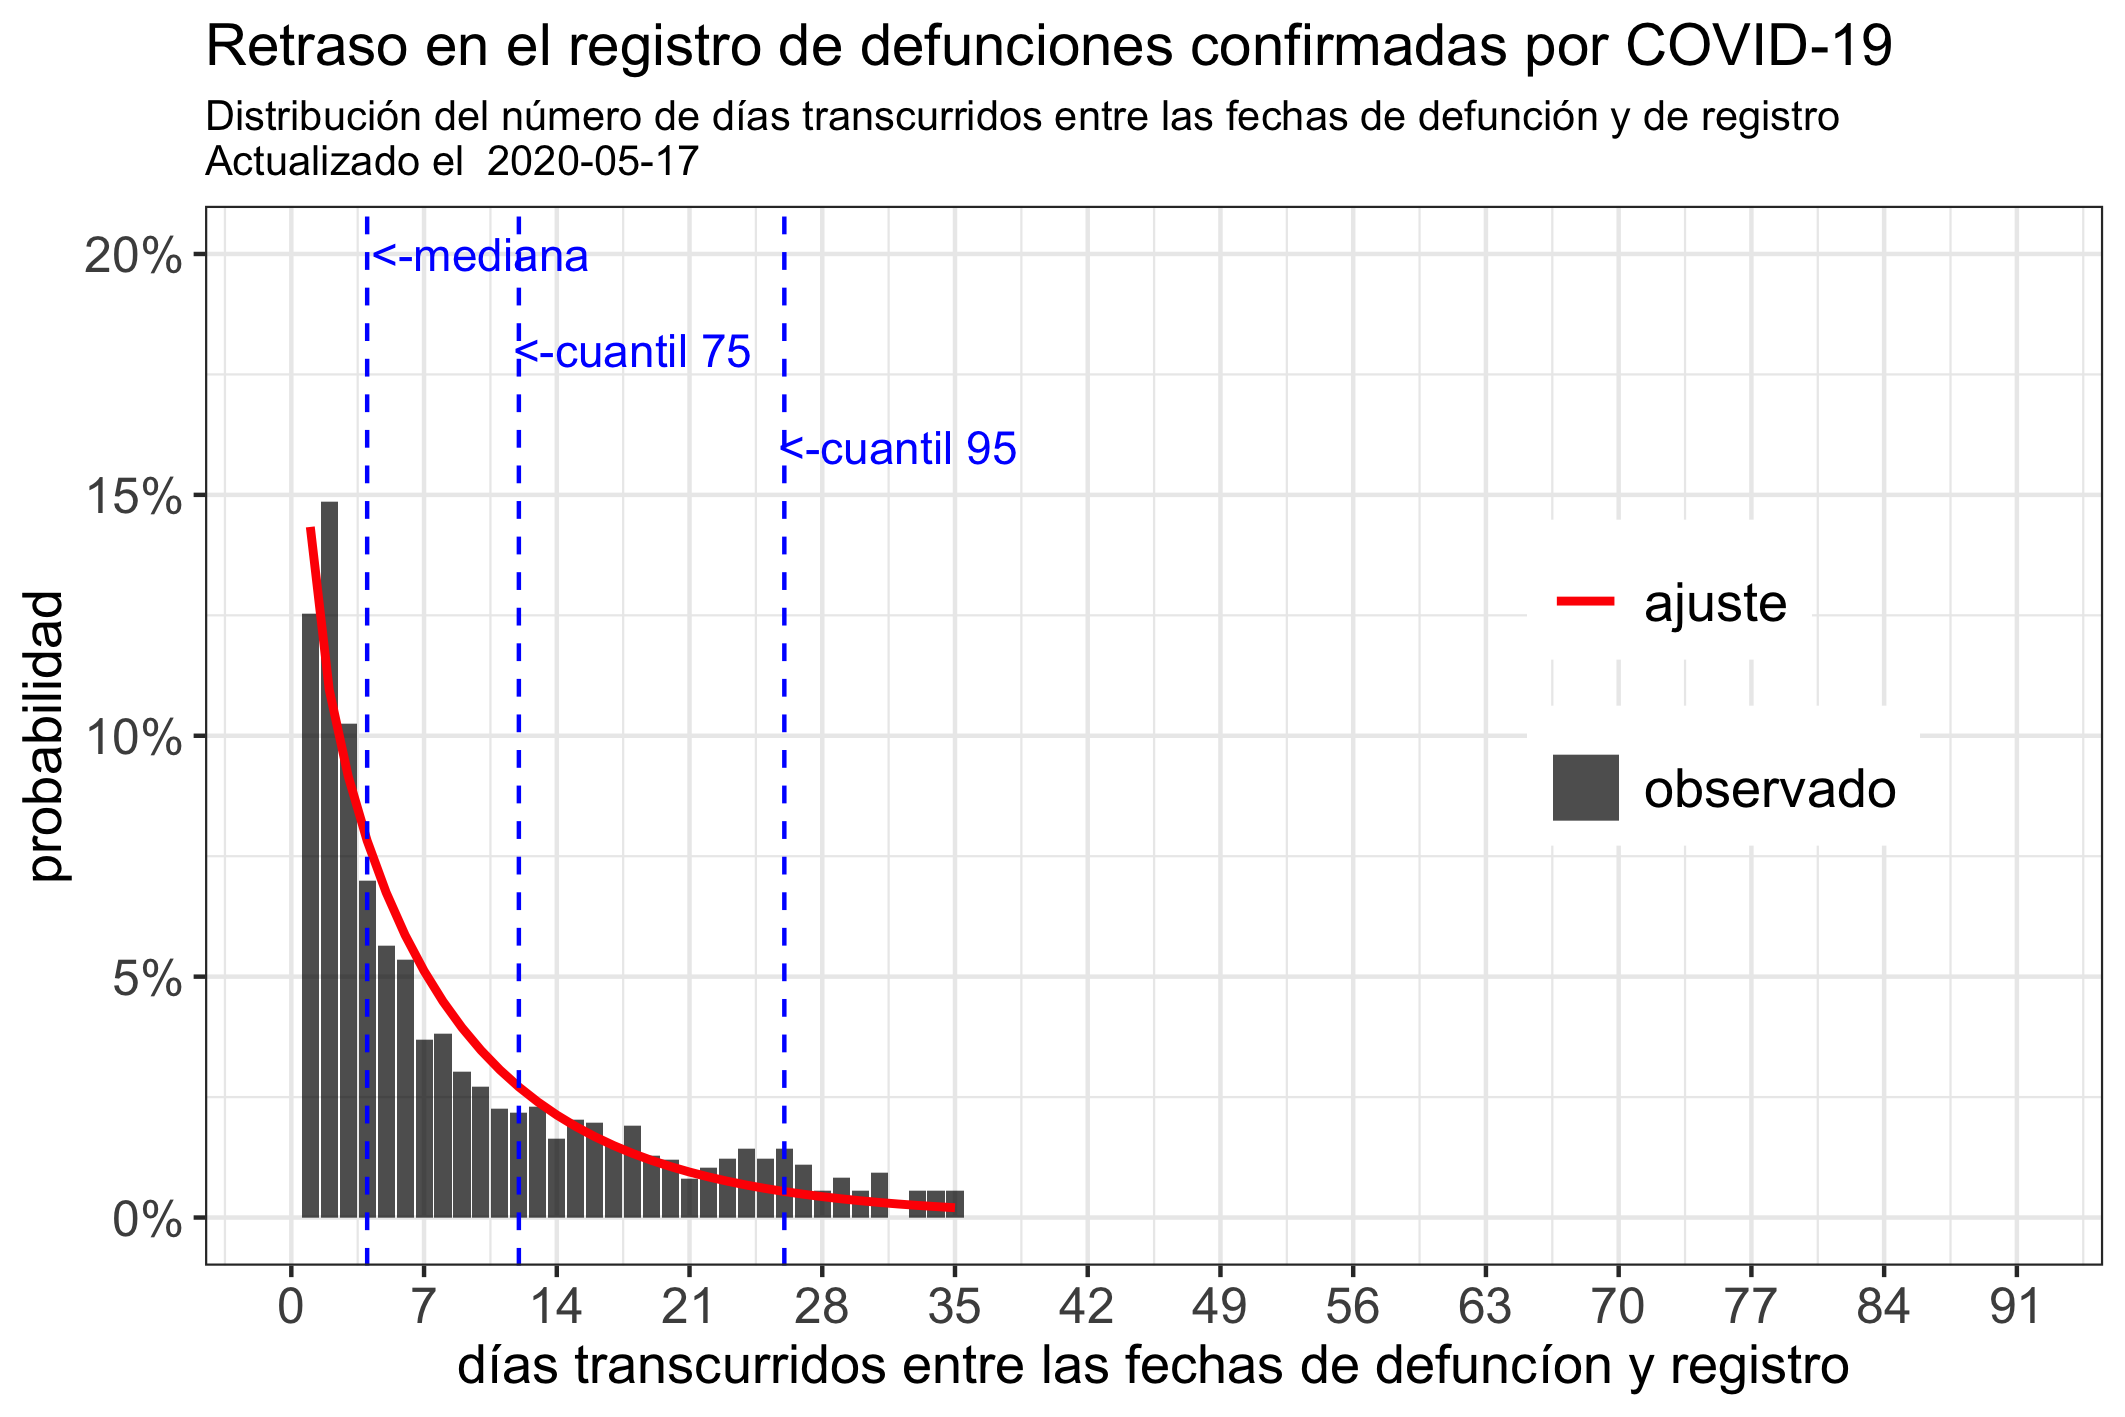 Retraso en el registro de defunciones confirmadas por COVID-19
Distribución del número de días transcurridos entre las fechas de defunción y de registro
Actualizado el  2020-05-17
20%
15%
10%
5%
0%
probabilidad
<-mediana
<-cuantil 75
<-cuantil 95
ajuste
observado
0 7 14 21 28 35 42 49 56 63 70 77 84 91
días transcurridos entre las fechas de defuncíon y registro